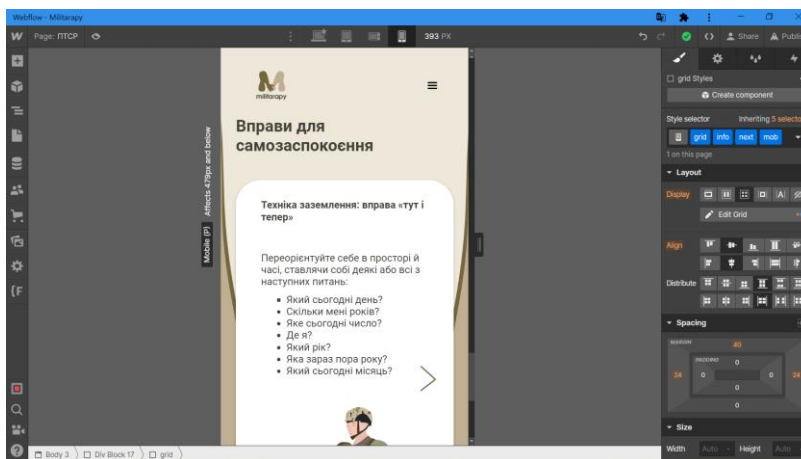 Webflow - Militarapy
Page: ПТСР
393 PX
Share
Publis
militarapy
Вправи для
самозаспокоєння
Техніка заземлення: вправа «тут і
тепер»
Переорієнтуйте себе в просторі й
часі, ставлячи собі деякі або всі з
наступних питань:
Який сьогодні день?
Скільки мені років?
Яке сьогодні число?
Де я?
Який рік?
Яка зараз пора року?
Який сьогодні місяць?
Mobile (P) Affects 479px and below
grid Styles
Create component
Style selector Inheriting 5 selecto
grid info next mob
1 on this page
Layout
Display
Edit Grid
Align
Distribute
Spacing
MARGIN
40
PADDING
0
24 0 0 24
0
0
Size
Width Auto - Height Auto
Body 3 Div Block 17 grid